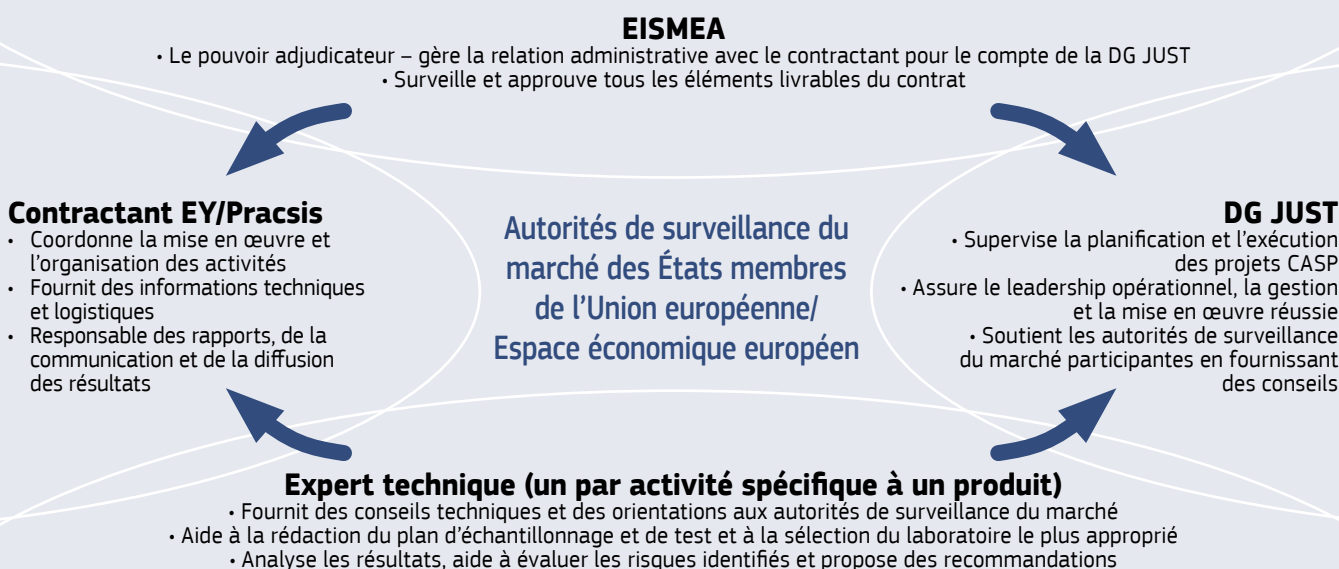 EISMEA
• Le pouvoir adjudicateur – gère la relation administrative avec le contractant pour le compte de la DG JUST
• Surveille et approuve tous les éléments livrables du contrat
Contractant EY/Pracsis
• Coordonne la mise en œuvre et
l'organisation des activités
• Fournit des informations techniques
et logistiques
• Responsable des rapports, de la
communication et de la diffusion
des résultats
Autorités de surveillance du
marché des États membres
de l'Union européenne/
Espace économique européen
DG JUST
• Supervise la planification et l'exécution
des projets CASP
• Assure le leadership opérationnel, la gestion
et la mise en œuvre réussie
• Soutient les autorités de surveillance
du marché participantes en fournissant
des conseils
Expert technique (un par activité spécifique à un produit)
• Fournit des conseils techniques et des orientations aux autorités de surveillance du marché
• Aide à la rédaction du plan d'échantillonnage et de test et à la sélection du laboratoire le plus approprié
• Analyse les résultats, aide à évaluer les risques identifiés et propose des recommandations